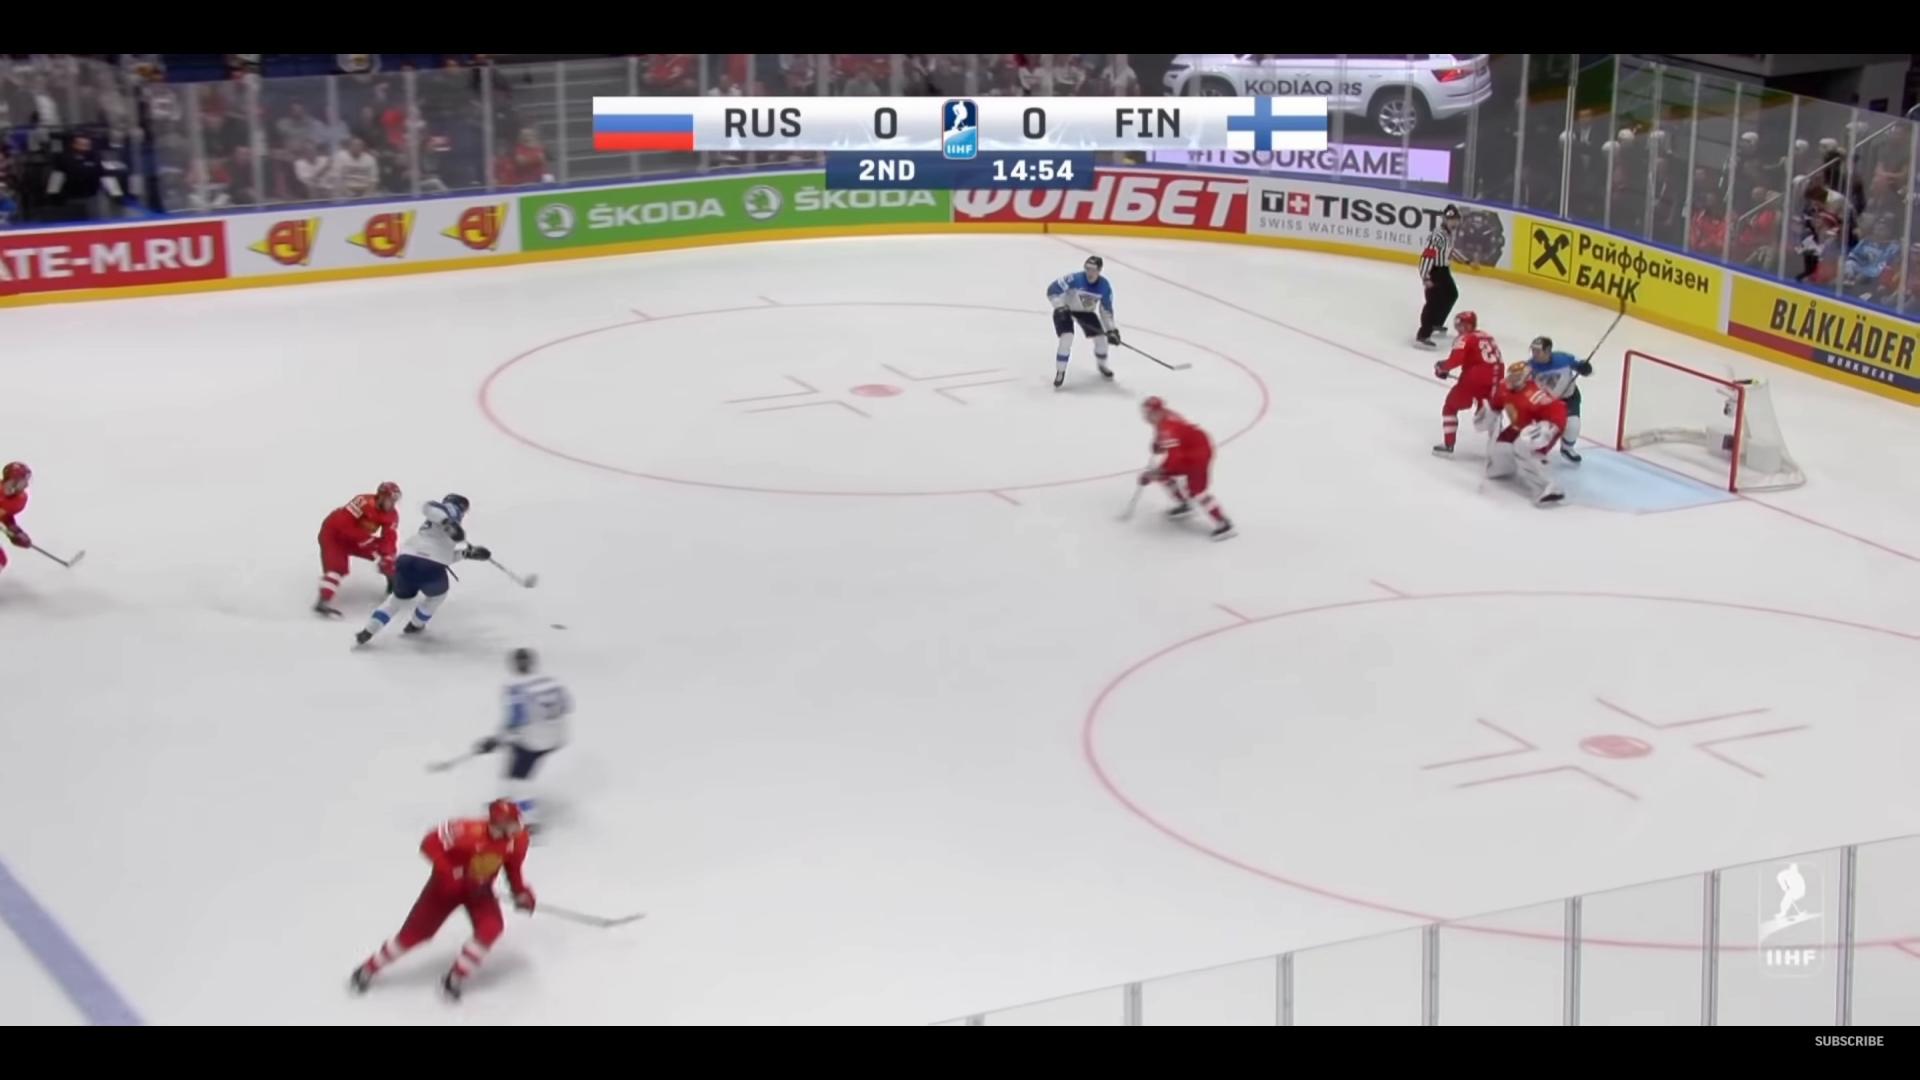 KODIAQ RS
RUS 0 IIHF 0 FIN
2ND 14:54
#ITSOURGAME
ATE-M.RU
ŠKODA ŠKODA
ФОНБЕТ
T+TISSOT
SWISS WATCHES SINCE
Райффайзен
БАНК
BLÅKLÄDER
WORKWEAR
IIHF
SUBSCRIBE